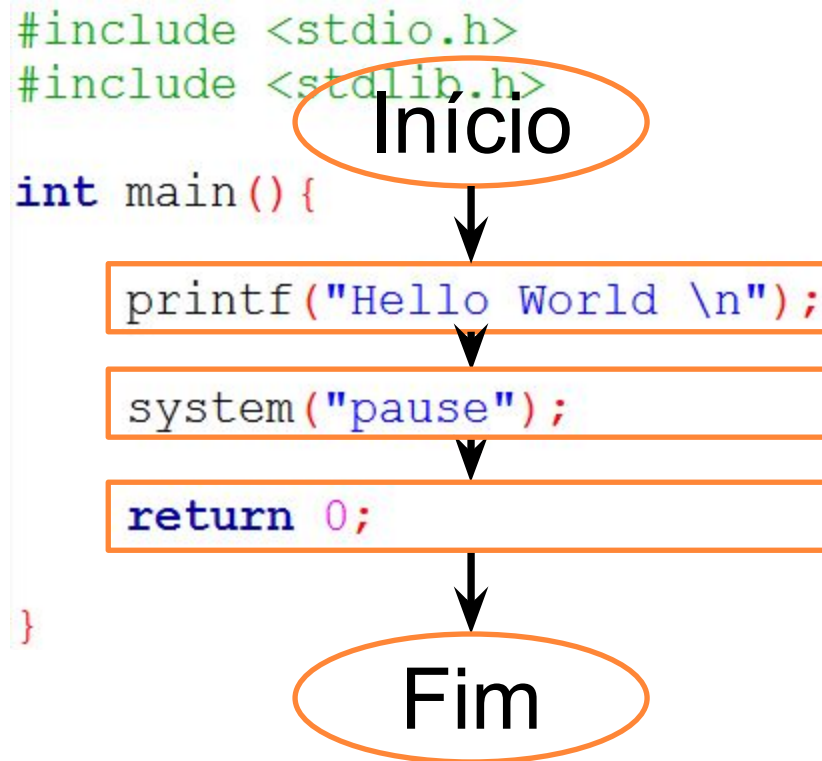 #include <stdio.h>
#include <stdlib.h>
Início
int main(){
printf("Hello World \n");
system("pause");
return 0;
}
Fim